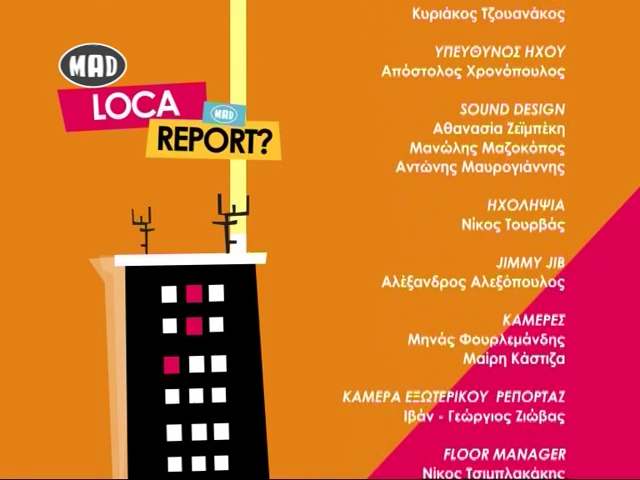 MAD
LOCA
MAD
REPORT?
Κυριάκος Τζουανάκος
ΥΠΕΥΘΥΝΟΣ ΗΧΟΥ
Απόστολος Χρονόπουλος
SOUND DESIGN
Αθανασία Ζεϊμπέκη
Μανώλης Μαζοκόπος
Αντώνης Μαυρογιάννης
ΗΧΟΛΗΨΙΑ
Νίκος Τουρβάς
JIMMY JIB
Αλέξανδρος Αλεξόπουλος
ΚΑΜΕΡΕΣ
Μηνάς Φουρλεμάνδης
Μαίρη Κάστιζα
ΚΑΜΕΡΑ ΕΞΩΤΕΡΙΚΟΥ ΡΕΠΟΡΤΑΖ
Ιβάν - Γεώργιος Ζιώβας
FLOOR MANAGER
Νίκος Τσιμπλακάκης